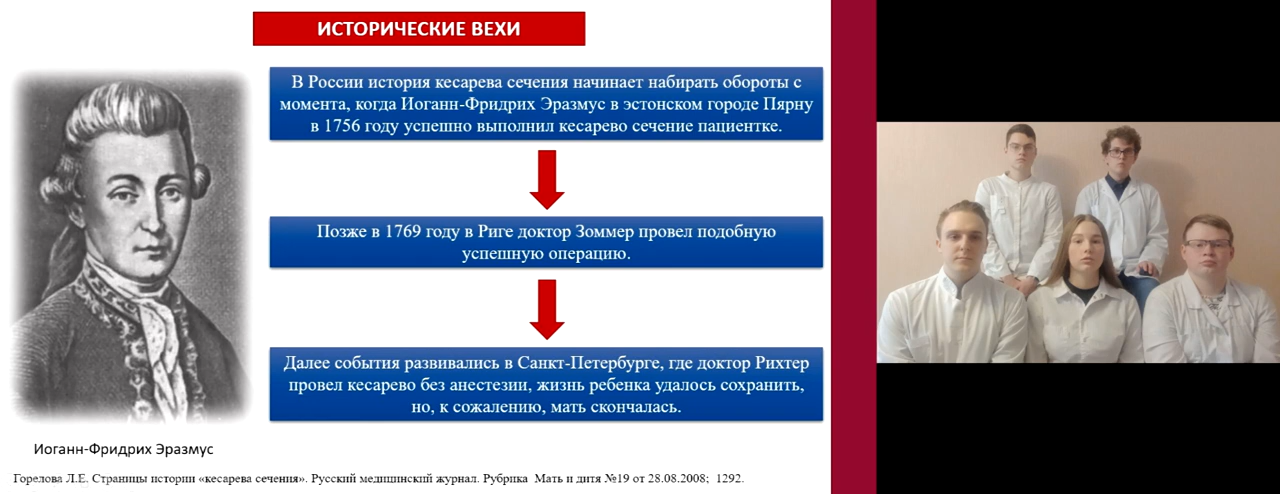 ИСТОРИЧЕСКИЕ ВЕХИ
В России история кесарева сечения начинает набирать обороты с
момента, когда Иоганн-Фридрих Эразмус в эстонском городе Пярну
в 1756 году успешно выполнил кесарево сечение пациентке.
Позже в 1769 году в Риге доктор Зоммер провел подобную
успешную операцию.
Далее события развивались в Санкт-Петербурге, где доктор Рихтер
провел кесарево без анестезии, жизнь ребенка удалось сохранить,
но, к сожалению, мать скончалась.
Иоганн-Фридрих Эразмус
Горелова Л.Е. Страницы истории «кесарева сечения». Русский медицинский журнал. Рубрика Мать и дитя №19 от 28.08.2008; 1292.